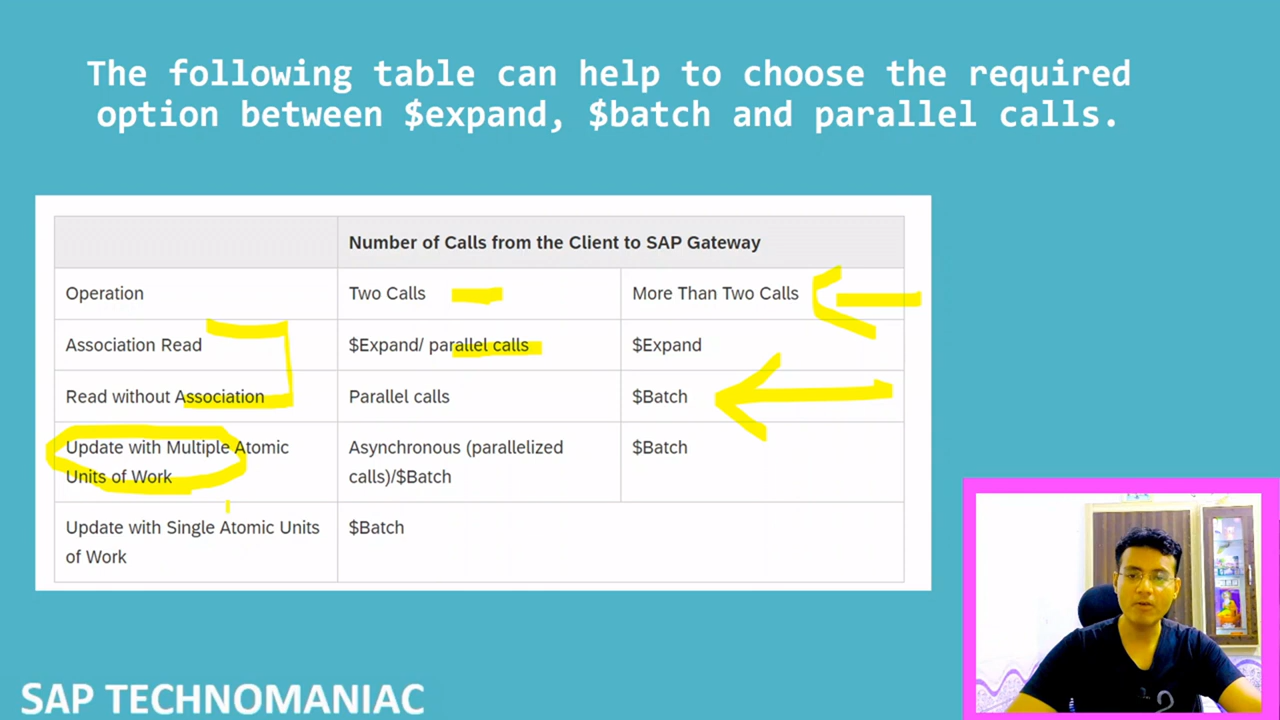 The following table can help to choose the required
option between $expand, $batch and parallel calls.
Number of Calls from the Client to SAP Gateway
Operation
Two Calls
More Than Two Calls
Association Read
$Expand/ parallel calls
$Expand
Read without Association
Parallel calls
$Batch
Update with Multiple Atomic
Units of Work
Asynchronous (parallelized
calls)/$Batch
$Batch
Update with Single Atomic Units
of Work
$Batch
SAP TECHNOMANIAC